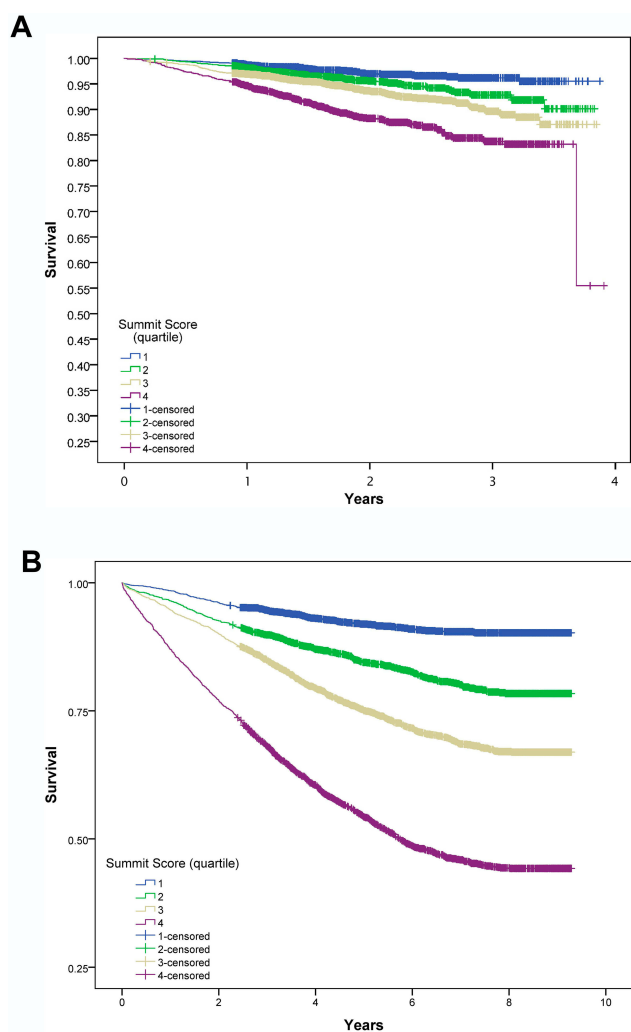 A
1.00
0.95
0.90
0.85
0.80
0.75
0.70
0.65
0.60
0.55
0.50
0.45
0.40
0.35
0.30
0.25
Survival
Summit Score
(quartile)
1
2
3
4
1-censored
2-censored
3-censored
4-censored
0 1 2 3 4
Years
B
1.00
0.75
0.50
0.25
Survival
Summit Score (quartile)
1
2
3
4
1-censored
2-censored
3-censored
4-censored
0 2 4 6 8 10
Years